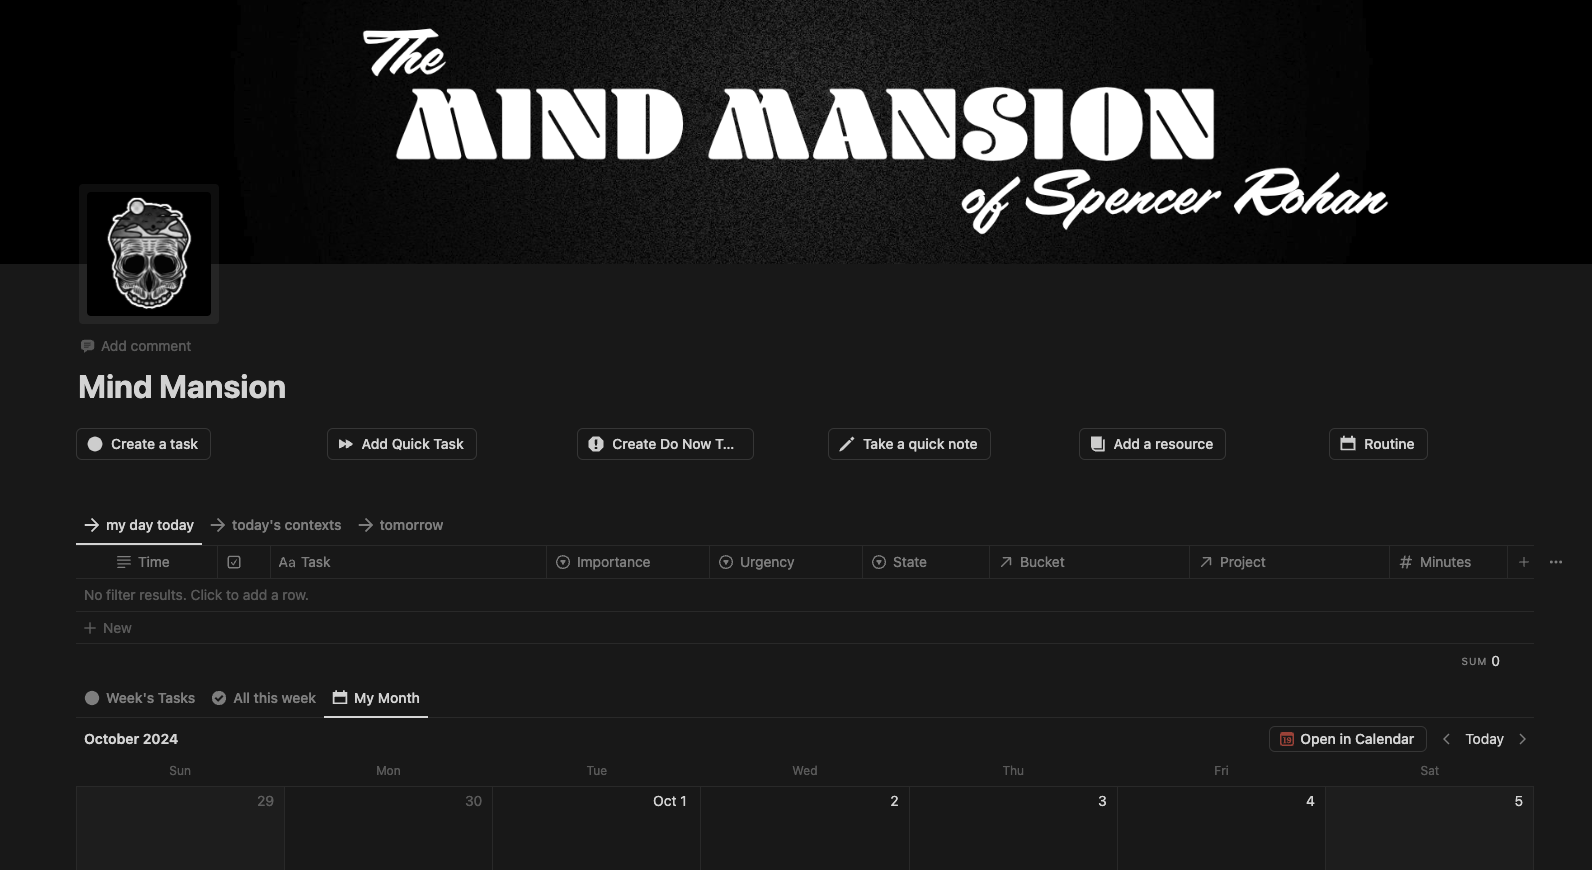 The
MIND MANSION
of Spencer Rohan
Add comment
Mind Mansion
Create a task
Add Quick Task
Create Do Now T...
Take a quick note
Add a resource
Routine
my day today
today's contexts
tomorrow
Time
Aa Task
Importance
Urgency
State
Bucket
Project
# Minutes
No filter results. Click to add a row.
+ New
SUM 0
Week's Tasks
All this week
My Month
October 2024
19 Open in Calendar
Today
Sun Mon Tue Wed Thu Fri Sat
29 30 Oct 1 2 3 4 5